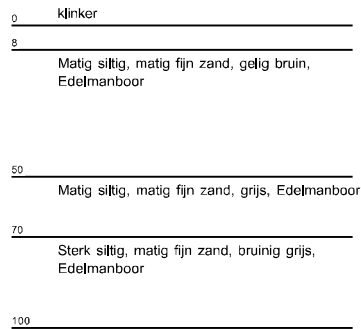 klinker
0
8
Matig siltig, matig fijn zand, gelig bruin,
Edelmanboor
50
Matig siltig, matig fijn zand, grijs, Edelmanboor
70
Sterk siltig, matig fijn zand, bruinig grijs,
Edelmanboor
100